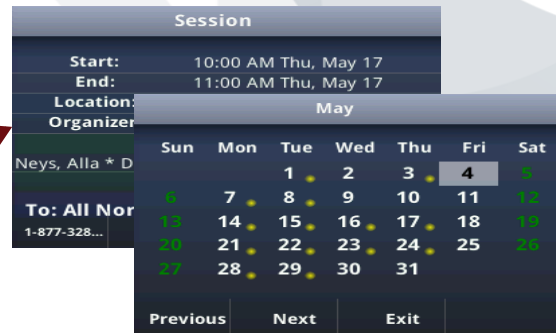 Session
Start: 10:00 AM Thu, May 17
End: 11:00 AM Thu, May 17
Location:
Organizer
Neys, Alla * D
To: All Nor
1-877-328...
May
Sun Mon Tue Wed Thu Fri Sat
1 2 3 4 5
6 7 8 9 10 11 12
13 14 15 16 17 18 19
20 21 22 23 24 25 26
27 28 29 30 31
Previous Next Exit